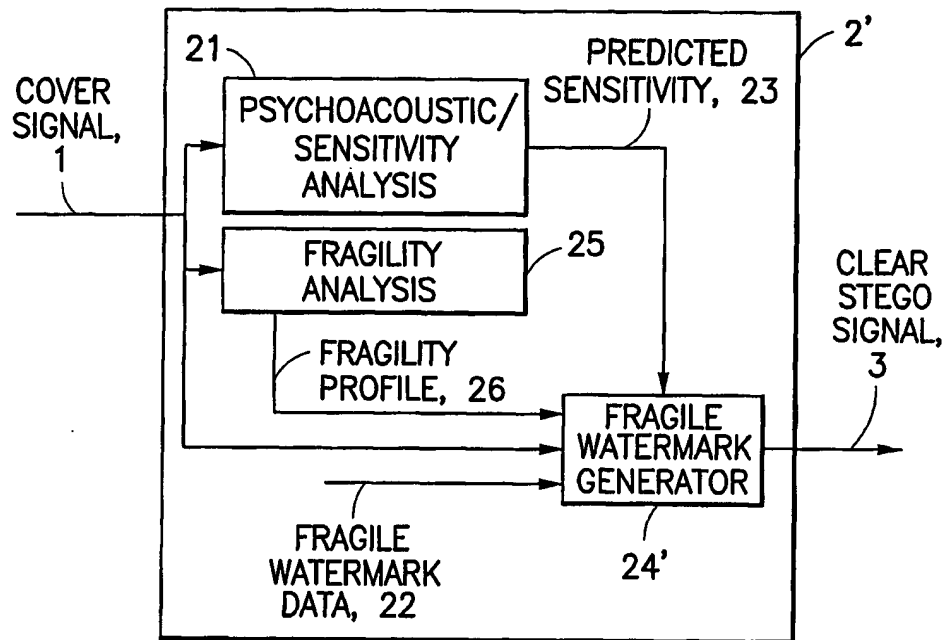 2'
21
PREDICTED
SENSITIVITY, 23
COVER
SIGNAL,
1
PSYCHOACOUSTIC/
SENSITIVITY
ANALYSIS
25
FRAGILITY
ANALYSIS
CLEAR
STEGO
SIGNAL,
3
FRAGILITY
PROFILE, 26
FRAGILE
WATERMARK
GENERATOR
24'
FRAGILE
WATERMARK
DATA, 22